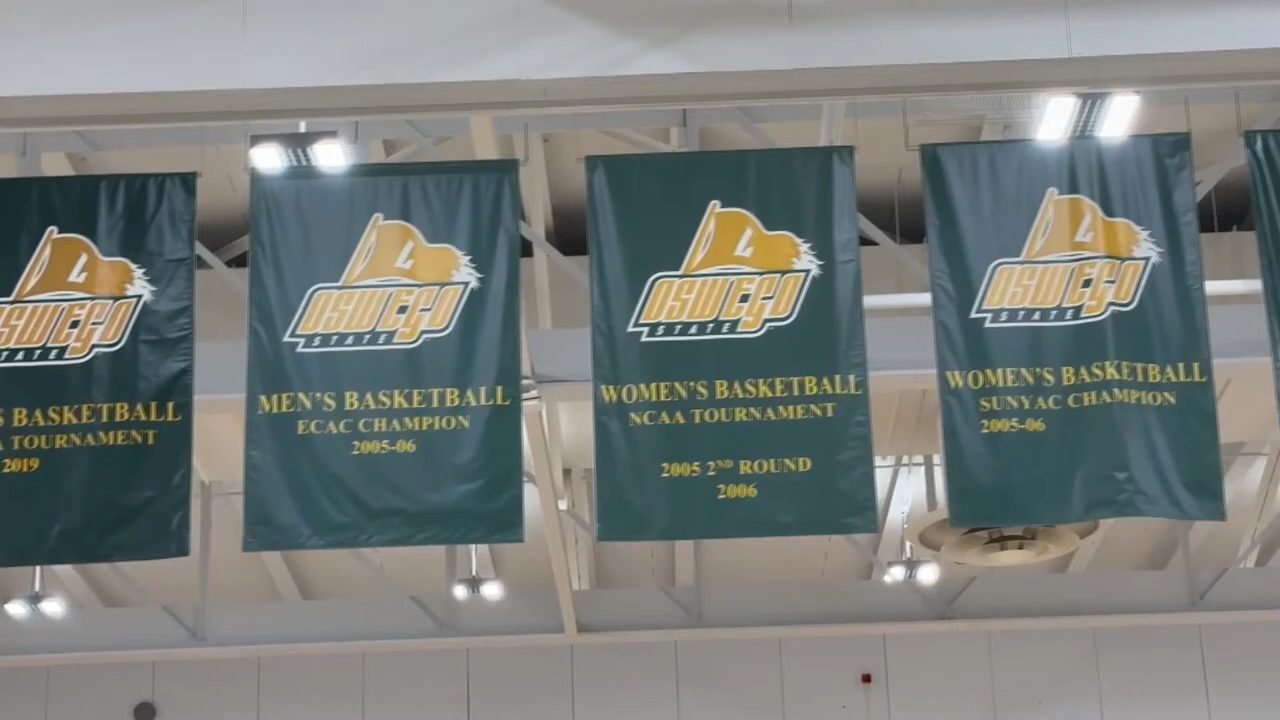 OSWEGO
STATE
S BASKETBALL
A TOURNAMENT
2019
OSWEGO
STATE
MEN'S BASKETBALL
ECAC CHAMPION
2005-06
OSWEGO
STATE
WOMEN'S BASKETBALL
NCAA TOURNAMENT
2005 2ND ROUND
2006
OSWEGO
STATE
WOMEN'S BASKETBALL
SUNYAC CHAMPION
2005-06